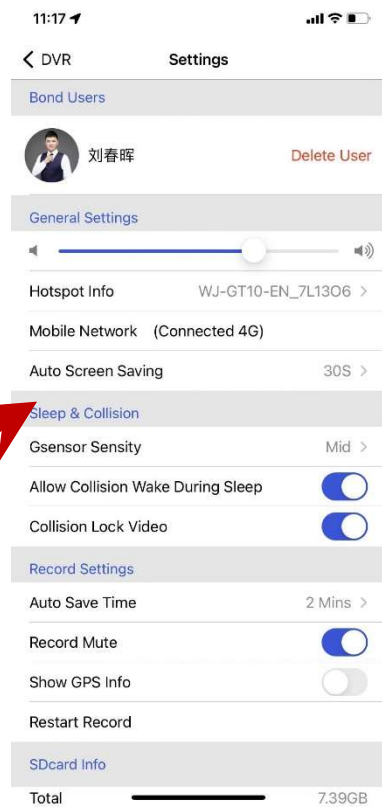 11:17
DVR Settings
Bond Users
刘春晖 Delete User
General Settings
Hotspot Info WJ-GT10-EN_7L13O6
Mobile Network (Connected 4G)
Auto Screen Saving 30S
Sleep & Collision
Gsensor Sensity Mid
Allow Collision Wake During Sleep
Collision Lock Video
Record Settings
Auto Save Time 2 Mins
Record Mute
Show GPS Info
Restart Record
SDcard Info
Total 7.39GB